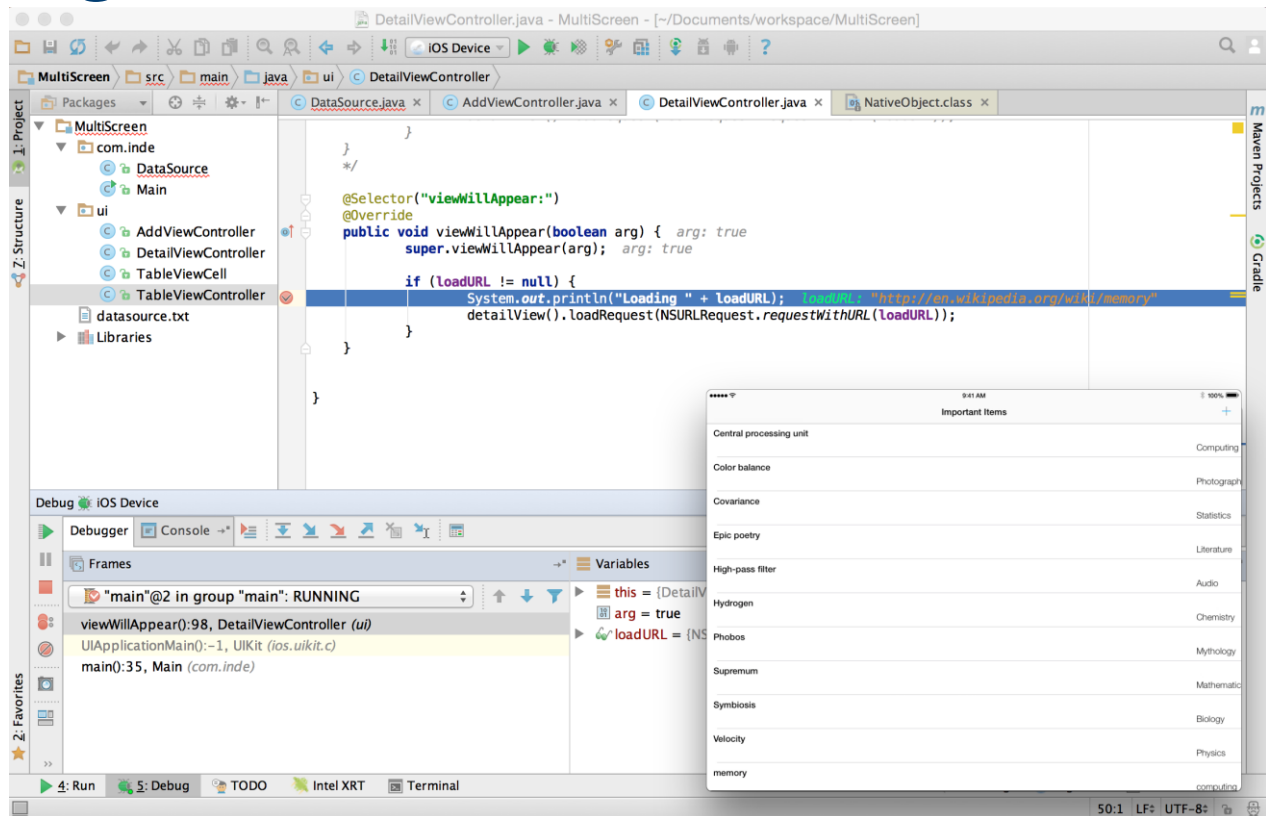 DetailViewController.java - MultiScreen - [~/Documents/workspace/MultiScreen]
iOS Device
MultiScreen src main java ui DetailViewController
Packages DataSource.java × AddViewController.java × DetailViewController.java × NativeObject.class ×
1: Project
Z: Structure
2: Favorites
Maven Projects
Gradle
MultiScreen
com.inde
DataSource
Main
ui
AddViewController
DetailViewController
TableViewCell
TableViewController
datasource.txt
Libraries
}
}
*/
@Selector("viewWillAppear:")
@Override
public void viewWillAppear(boolean arg) { arg: true
super.viewWillAppear(arg); arg: true
if (loadURL != null) {
System.out.println("Loading " + loadURL); loadURL: "http://en.wikipedia.org/wiki/memory"
detailView().loadRequest(NSURLRequest.requestWithURL(loadURL));
}
}
}
9:41 AM 100%
Important Items +
Central processing unit
Computing
Color balance
Photograph
Covariance
Statistics
Epic poetry
Literature
High-pass filter
Audio
Hydrogen
Chemistry
Phobos
Mythology
Supremum
Mathematic
Symbiosis
Biology
Velocity
Physics
memory
computing
Debug iOS Device
Debugger Console
Frames Variables
"main"@2 in group "main": RUNNING
viewWillAppear():98, DetailViewController (ui)
UIApplicationMain():-1, UIKit (ios.uikit.c)
main():35, Main (com.inde)
this = {DetailV
arg = true
loadURL = {NS
4: Run 5: Debug TODO Intel XRT Terminal
50:1 LF UTF-8